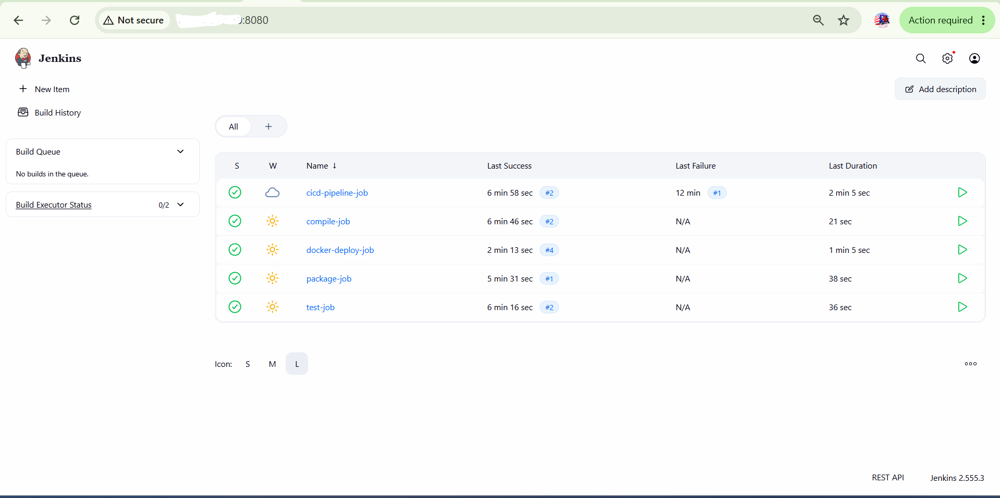 Not secure :8080 Action required
Jenkins
New Item
Add description
Build History
All +
Build Queue
No builds in the queue.
Build Executor Status 0/2
S W Name ↓ Last Success Last Failure Last Duration
cicd-pipeline-job 6 min 58 sec #2 12 min #1 2 min 5 sec
compile-job 6 min 46 sec #2 N/A 21 sec
docker-deploy-job 2 min 13 sec #4 N/A 1 min 5 sec
package-job 5 min 31 sec #1 N/A 38 sec
test-job 6 min 16 sec #2 N/A 36 sec
Icon: S M L
REST API Jenkins 2.555.3